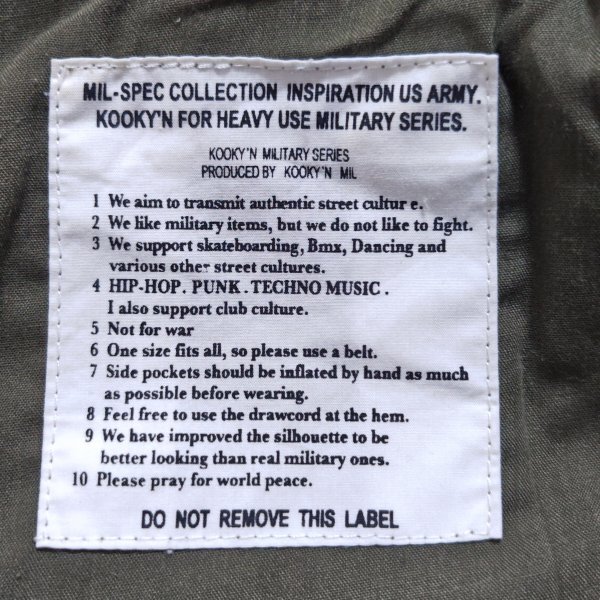 MIL-SPEC COLLECTION INSPIRATION US ARMY.
KOOKY'N FOR HEAVY USE MILITARY SERIES.
KOOKY'N MILITARY SERIES
PRODUCED BY KOOKY'N MIL
1 We aim to transmit authentic street cultur e.
2 We like military items, but we do not like to fight.
3 We support skateboarding, Bmx, Dancing and
various other street cultures.
4 HIP-HOP. PUNK. TECHNO MUSIC.
I also support club culture.
5 Not for war
6 One size fits all, so please use a belt.
7 Side pockets should be inflated by hand as much
as possible before wearing.
8 Feel free to use the drawcord at the hem.
9 We have improved the silhouette to be
better looking than real military ones.
10 Please pray for world peace.
DO NOT REMOVE THIS LABEL